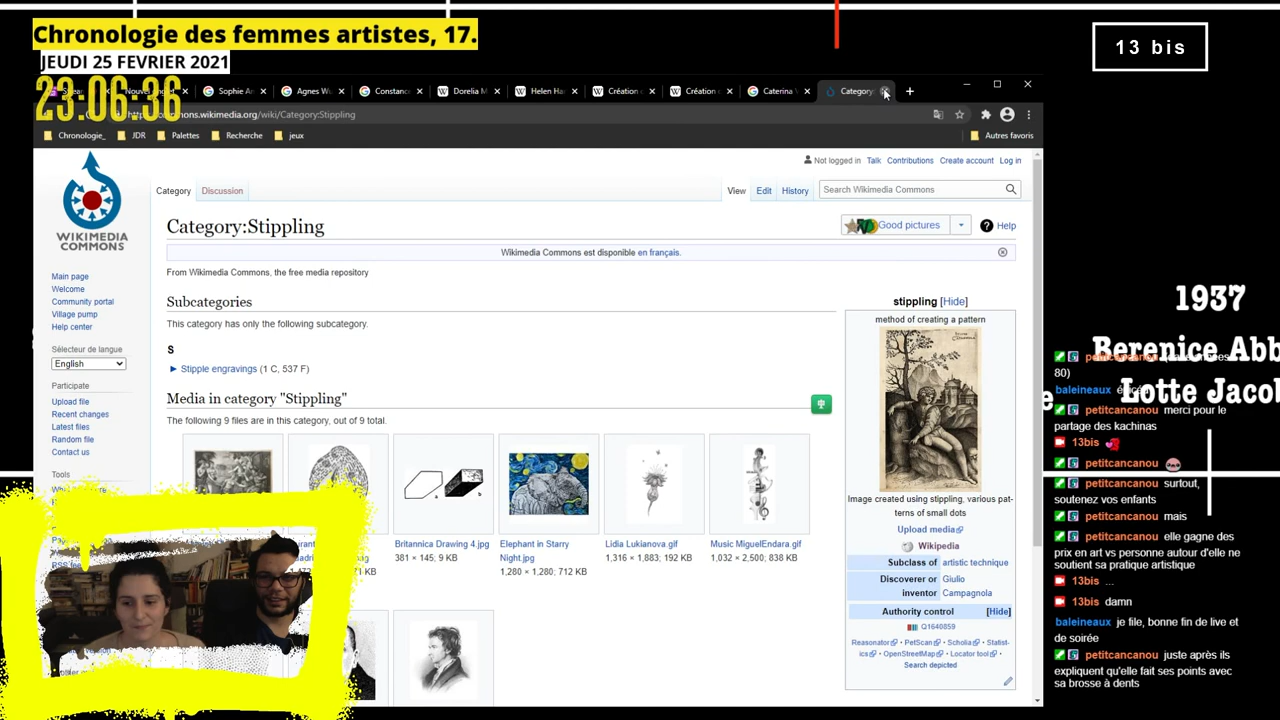 Chronologie des femmes artistes, 17.
JEUDI 25 FEVRIER 2021
23:06:36
13 bis
Sophie An
Agnes Wu
Constanc
Dorelia M
Helen Har
Création c
Création c
Caterina V
Category:
commons.wikimedia.org/wiki/Category:Stippling
Chronologie_
JDR
Palettes
Recherche
jeux
Autres favoris
Not logged in Talk Contributions Create account Log in
Category Discussion
View Edit History
Search Wikimedia Commons
WIKIMEDIA
COMMONS
Category:Stippling
Good pictures
Help
Wikimedia Commons est disponible en français.
From Wikimedia Commons, the free media repository
Main page
Welcome
Community portal
Village pump
Help center
Sélecteur de langue
English
Participate
Upload file
Recent changes
Latest files
Random file
Contact us
Tools
Subcategories
This category has only the following subcategory.
S
► Stipple engravings (1 C, 537 F)
Media in category "Stippling"
The following 9 files are in this category, out of 9 total.
Britannica Drawing 4.jpg
381 × 145; 9 KB
Elephant in Starry
Night.jpg
1,280 × 1,280; 712 KB
Lidia Lukianova.gif
1,316 × 1,883; 192 KB
Music MiguelEndara.gif
1,032 × 2,500; 838 KB
stippling [Hide]
method of creating a pattern
Image created using stippling, various pat-
terns of small dots
Upload media
Wikipedia
Subclass of artistic technique
Discoverer or
inventor
Giulio
Campagnola
Authority control [Hide]
Q1640859
Reasonator • PetScan • Scholia • Statist-
ics • OpenStreetMap • Locator tool •
Search depicted
1937
Berenice Abb
Lotte Jacob
petitcancanou
80)
baleineaux
petitcancanou merci pour le
partage des kachinas
13bis
petitcancanou
petitcancanou surtout,
soutenez vos enfants
petitcancanou mais
petitcancanou elle gagne des
prix en art vs personne autour d'elle ne
soutient sa pratique artistique
13bis ...
13bis damn
baleineaux je file, bonne fin de live et
de soirée
petitcancanou juste après ils
expliquent qu'elle fait ses points avec
sa brosse à dents